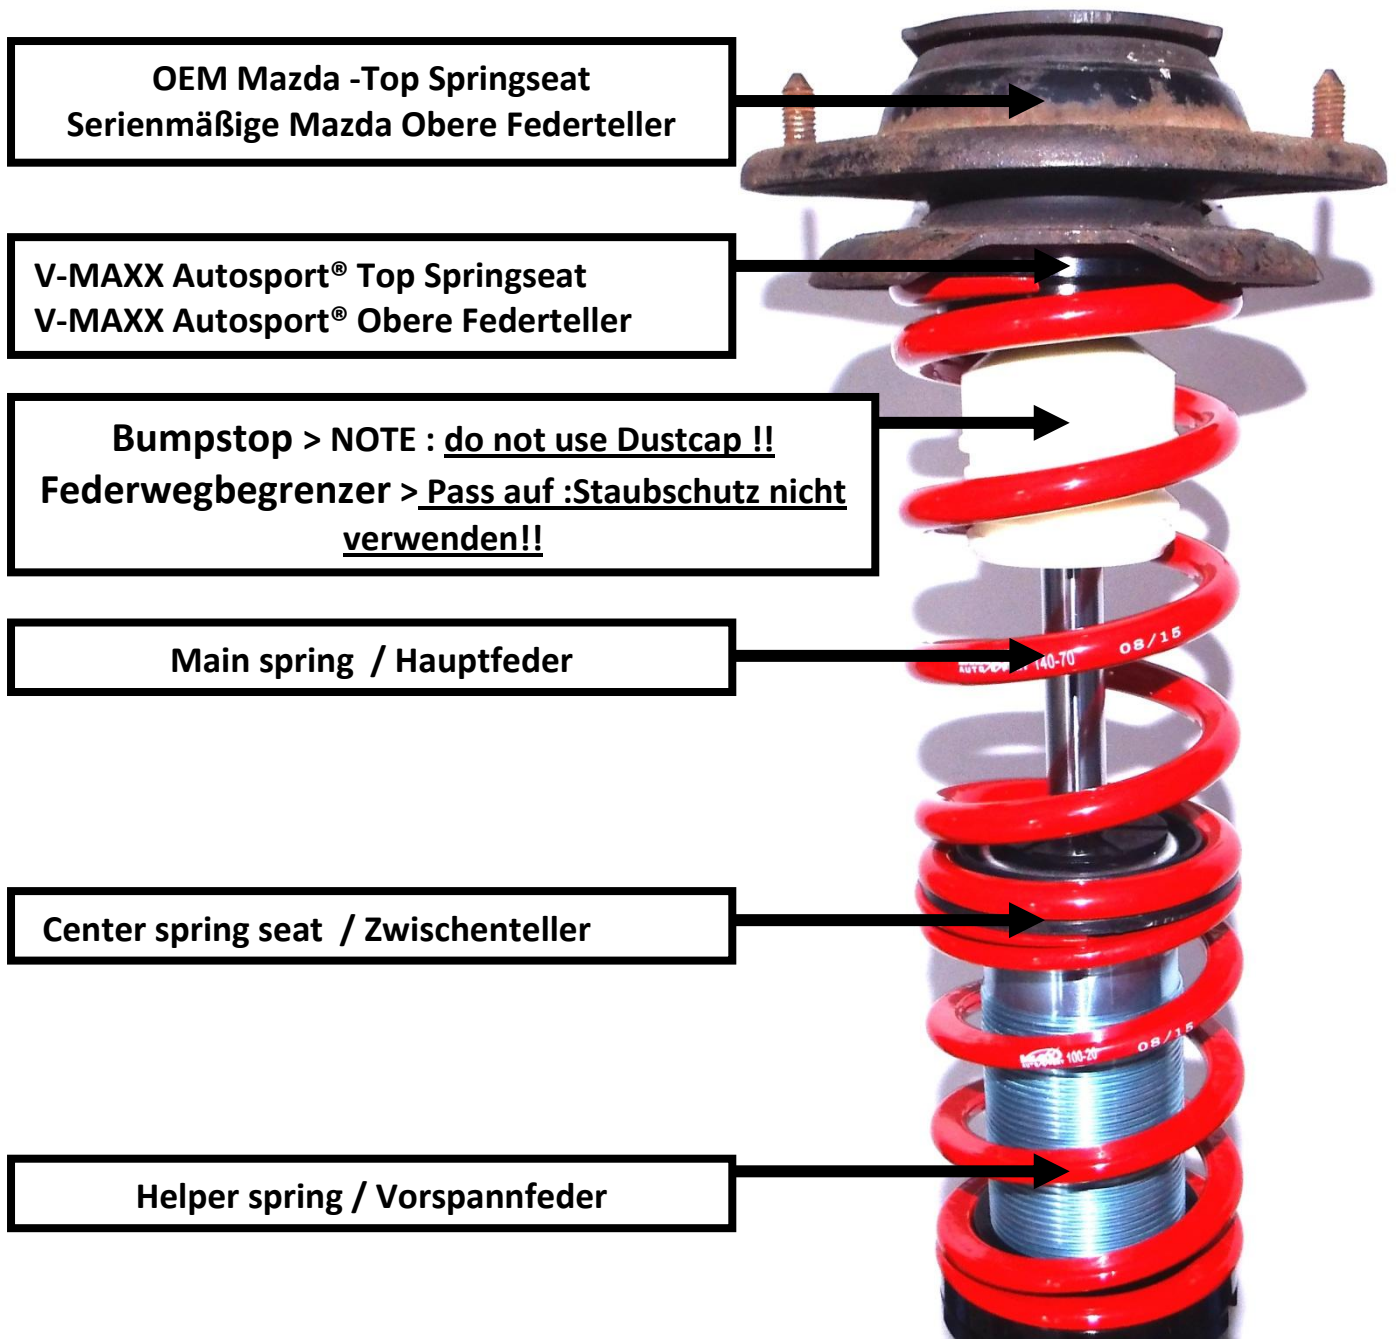 OEM Mazda -Top Springseat
Serienmäßige Mazda Obere Federteller
V-MAXX Autosport® Top Springseat
V-MAXX Autosport® Obere Federteller
Bumpstop > NOTE : do not use Dustcap !!
Federwegbegrenzer > Pass auf :Staubschutz nicht
verwenden!!
Main spring / Hauptfeder
140-70 08/15
Center spring seat / Zwischenteller
100-20 08/15
Helper spring / Vorspannfeder